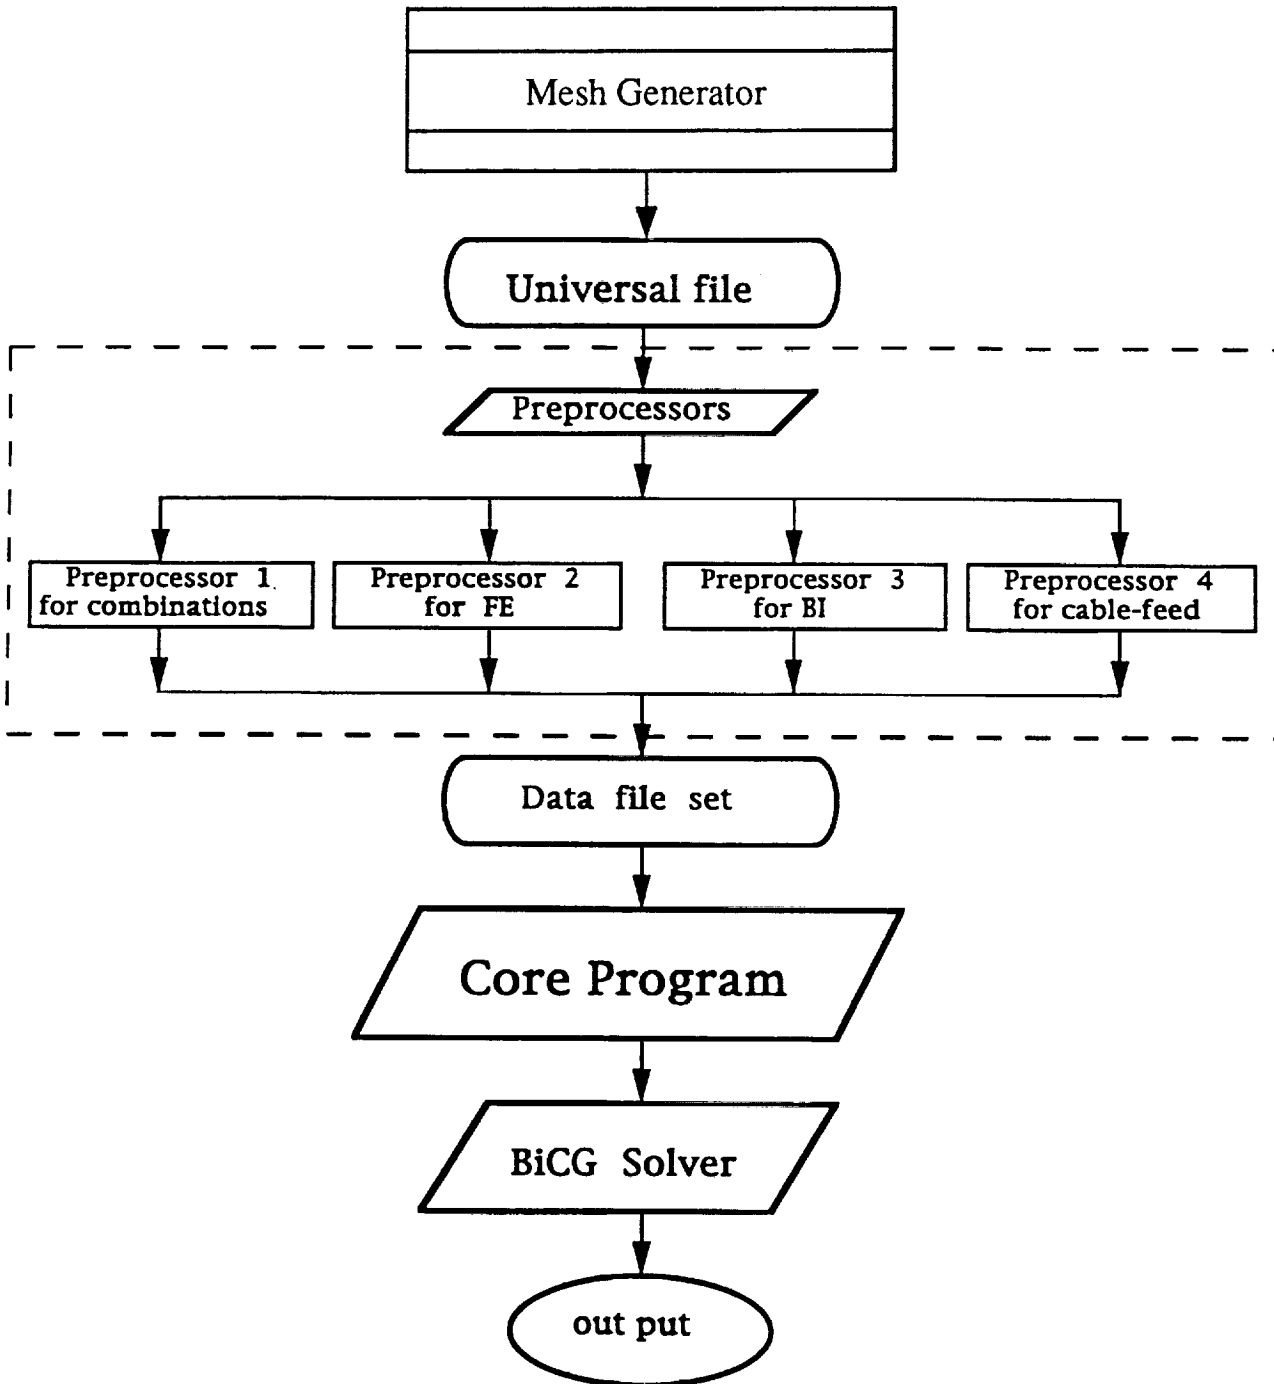 Mesh Generator
Universal file
Preprocessors
Preprocessor 1
for combinations
Preprocessor 2
for FE
Preprocessor 3
for BI
Preprocessor 4
for cable-feed
Data file set
Core Program
BiCG Solver
out put